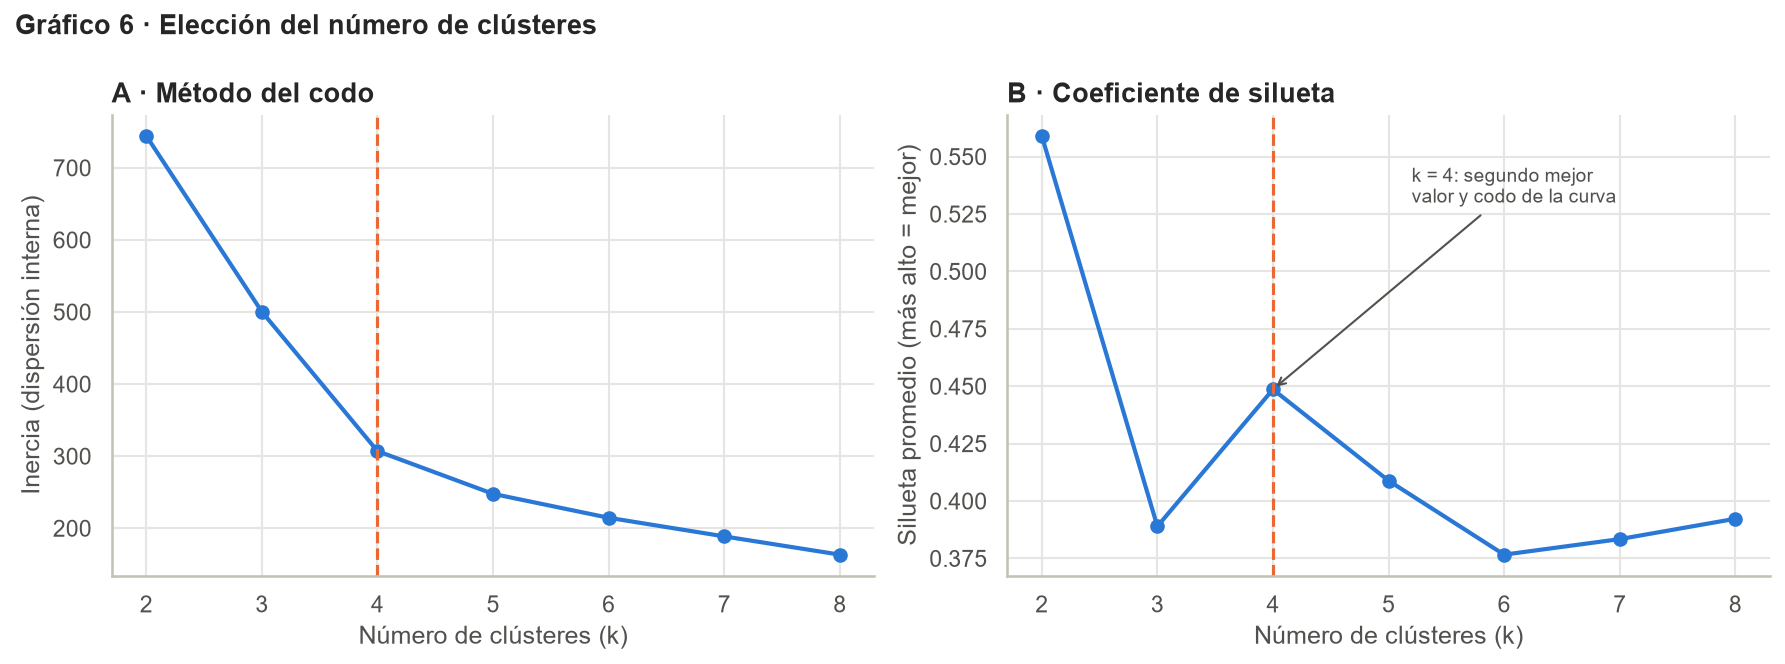 Gráfico 6 · Elección del número de clústeres
A · Método del codo
Inercia (dispersión interna)
700
600
500
400
300
200
2 3 4 5 6 7 8
Número de clústeres (k)
B · Coeficiente de silueta
Silueta promedio (más alto = mejor)
0.550
0.525
0.500
0.475
0.450
0.425
0.400
0.375
k = 4: segundo mejor
valor y codo de la curva
2 3 4 5 6 7 8
Número de clústeres (k)